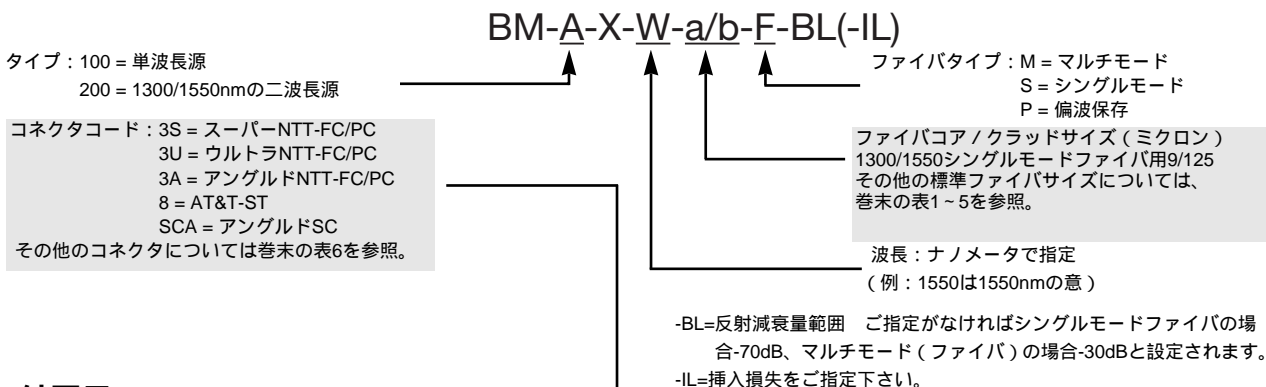 BM-A-X-W-a/b-F-BL(-IL)
タイプ：100 = 単波長源
200 = 1300/1550nmの二波長源
コネクタコード：3S = スーパーNTT-FC/PC
3U = ウルトラNTT-FC/PC
3A = アングルドNTT-FC/PC
8 = AT&T-ST
SCA = アングルドSC
その他のコネクタについては巻末の表6を参照。
ファイバタイプ：M = マルチモード
S = シングルモード
P = 偏波保存
ファイバコア / クラッドサイズ（ミクロン）
1300/1550シングルモードファイバ用9/125
その他の標準ファイバサイズについては、
巻末の表1~5を参照。
波長：ナノメータで指定
（例：1550は1550nmの意）
-BL=反射減衰量範囲　ご指定がなければシングルモードファイバの場
合-70dB、マルチモード（ファイバ）の場合-30dBと設定されます。
-IL=挿入損失をご指定下さい。